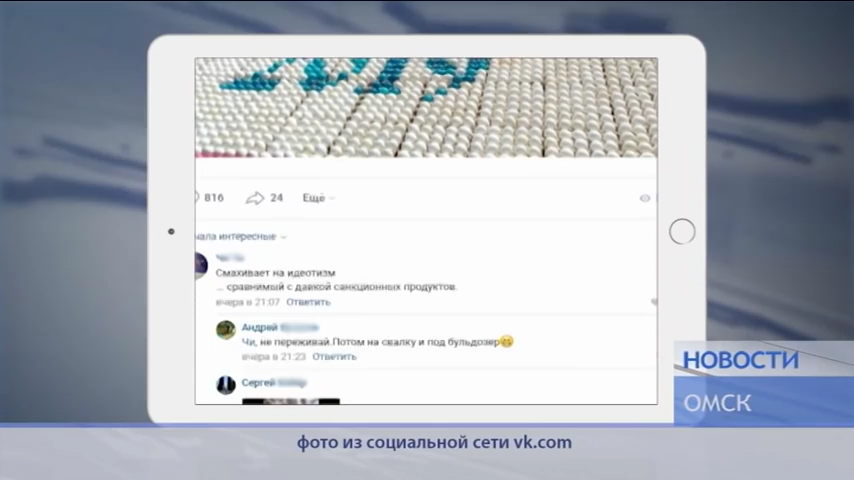 816 24 Ещё
чала интересные
Смахивает на идеотизм
... сравнимый с давкой санкционных продуктов.
вчера в 21:07 Ответить
Андрей
Чи, не переживай.Потом на свалку и под бульдозер
вчера в 21:23 Ответить
Сергей
НОВОСТИ
ОМСК
фото из социальной сети vk.com